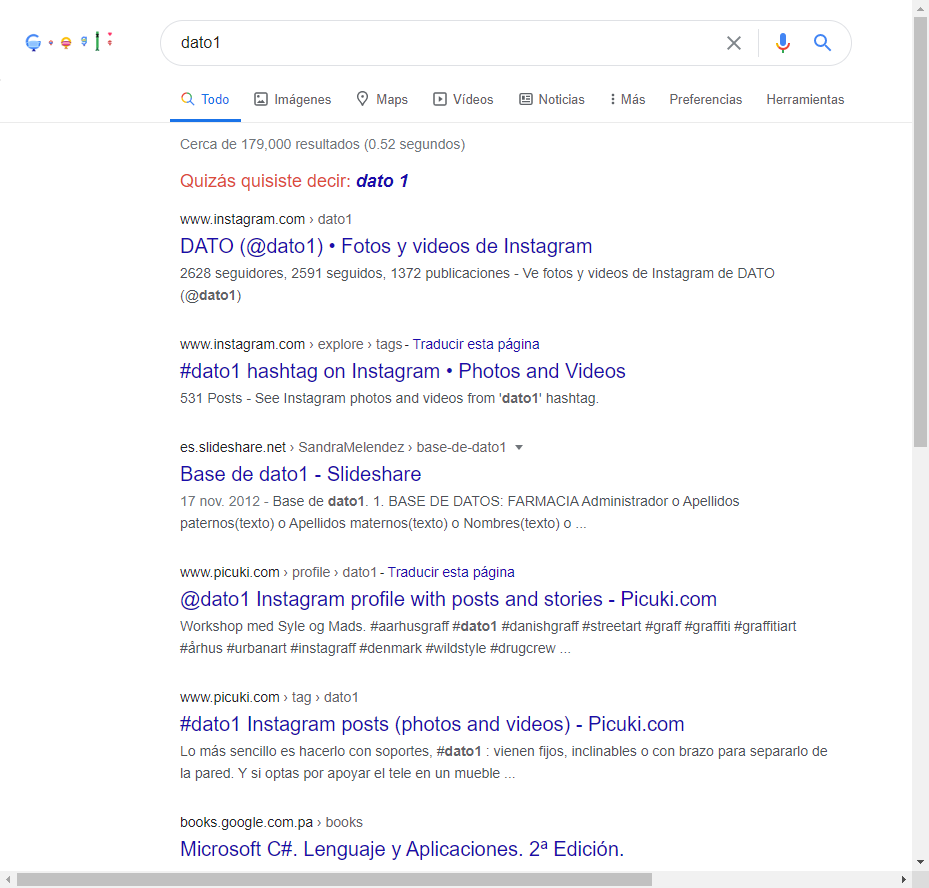 dato1
Todo Imágenes Maps Vídeos Noticias Más Preferencias Herramientas
Cerca de 179,000 resultados (0.52 segundos)
Quizás quisiste decir: dato 1
www.instagram.com › dato1
DATO (@dato1) • Fotos y videos de Instagram
2628 seguidores, 2591 seguidos, 1372 publicaciones - Ve fotos y videos de Instagram de DATO
(@dato1)
www.instagram.com › explore › tags - Traducir esta página
#dato1 hashtag on Instagram • Photos and Videos
531 Posts - See Instagram photos and videos from 'dato1' hashtag.
es.slideshare.net › SandraMelendez › base-de-dato1
Base de dato1 - Slideshare
17 nov. 2012 - Base de dato1. 1. BASE DE DATOS: FARMACIA Administrador o Apellidos
paternos(texto) o Apellidos maternos(texto) o Nombres(texto) o ...
www.picuki.com › profile › dato1 - Traducir esta página
@dato1 Instagram profile with posts and stories - Picuki.com
Workshop med Syle og Mads. #aarhusgraff #dato1 #danishgraff #streetart #graff #graffiti #graffitiart
#århus #urbanart #instagraff #denmark #wildstyle #drugcrew ...
www.picuki.com › tag › dato1
#dato1 Instagram posts (photos and videos) - Picuki.com
Lo más sencillo es hacerlo con soportes, #dato1 : vienen fijos, inclinables o con brazo para separarlo de
la pared. Y si optas por apoyar el tele en un mueble ...
books.google.com.pa › books
Microsoft C#. Lenguaje y Aplicaciones. 2ª Edición.